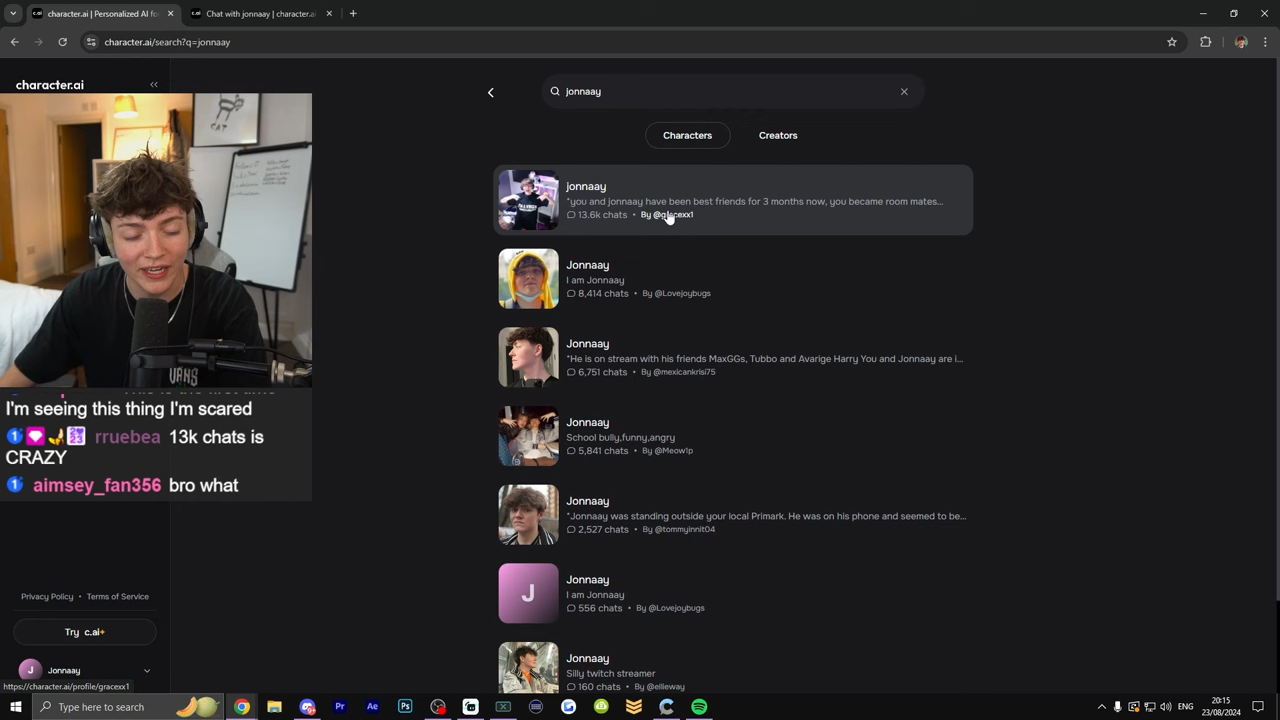 character.ai | Personalized AI fo
Chat with jonnaay | character.ai
character.ai/search?q=jonnaay
character.ai
jonnaay
Characters
Creators
jonnaay
*you and jonnaay have been best friends for 3 months now, you became room mates...
13.6k chats • By @gracexx1
Jonnaay
I am Jonnaay
8,414 chats • By @Lovejoybugs
Jonnaay
*He is on stream with his friends MaxGGs, Tubbo and Avarige Harry You and Jonnaay are i...
6,751 chats • By @mexicankrisi75
Jonnaay
School bully,funny,angry
5,841 chats • By @Meow1p
Jonnaay
*Jonnaay was standing outside your local Primark. He was on his phone and seemed to be...
2,527 chats • By @tommyinnit04
J
Jonnaay
I am Jonnaay
556 chats • By @Lovejoybugs
Jonnaay
Silly twitch streamer
160 chats • By @ellleway
CAT
VANS
I'm seeing this thing I'm scared
rruebea 13k chats is
CRAZY
aimsey_fan356 bro what
Privacy Policy • Terms of Service
Try c.ai+
J Jonnaay
https://character.ai/profile/gracexx1
Type here to search
ENG
20:15
23/08/2024